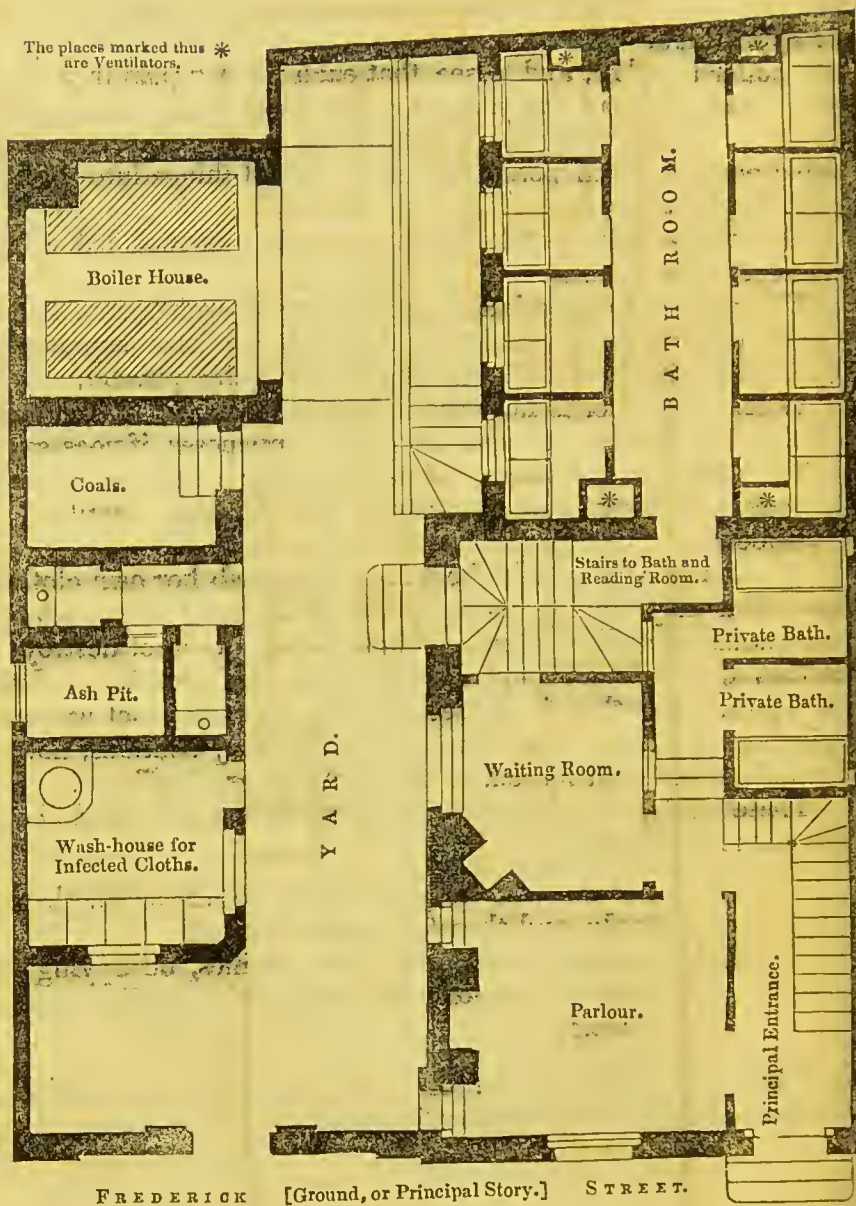 The places marked thus *
are Ventilators.
Boiler House.
BATH ROOM.
Coals.
Stairs to Bath and
Reading Room.
Private Bath.
Ash Pit.
Private Bath.
YARD.
Waiting Room.
Wash-house for
Infected Cloths.
Parlour.
Principal Entrance.
FREDERICK [Ground, or Principal Story.] STREET.